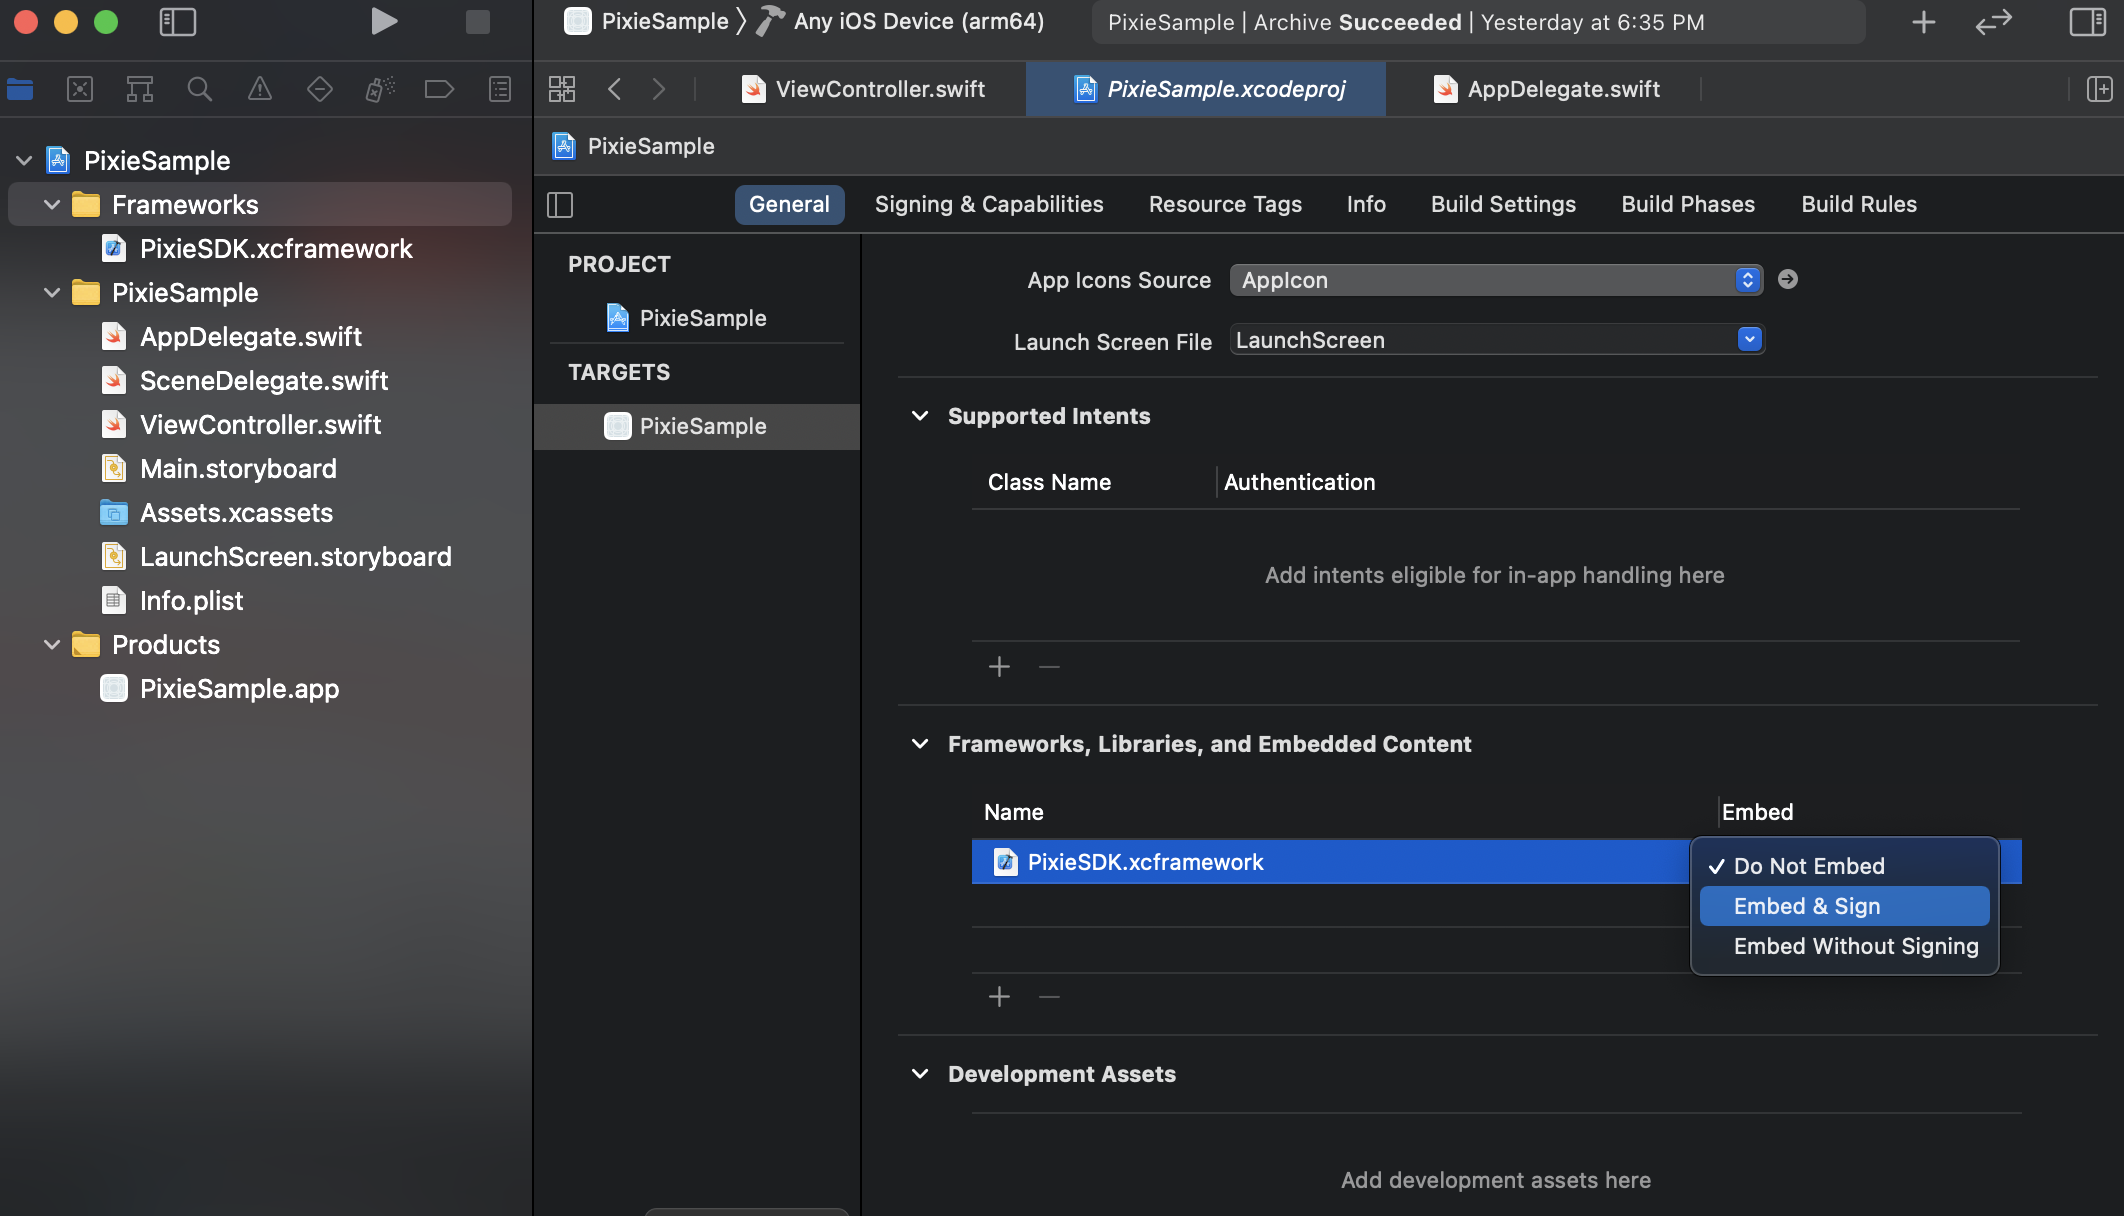 PixieSample 〉 Any iOS Device (arm64)
PixieSample | Archive Succeeded | Yesterday at 6:35 PM
ViewController.swift
PixieSample.xcodeproj
AppDelegate.swift
PixieSample
PixieSample
Frameworks
PixieSDK.xcframework
PixieSample
AppDelegate.swift
SceneDelegate.swift
ViewController.swift
Main.storyboard
Assets.xcassets
LaunchScreen.storyboard
Info.plist
Products
PixieSample.app
General
Signing & Capabilities
Resource Tags
Info
Build Settings
Build Phases
Build Rules
PROJECT
PixieSample
TARGETS
PixieSample
App Icons Source AppIcon
Launch Screen File LaunchScreen
Supported Intents
Class Name
Authentication
Add intents eligible for in-app handling here
Frameworks, Libraries, and Embedded Content
Name
Embed
PixieSDK.xcframework
✓ Do Not Embed
Embed & Sign
Embed Without Signing
Development Assets
Add development assets here